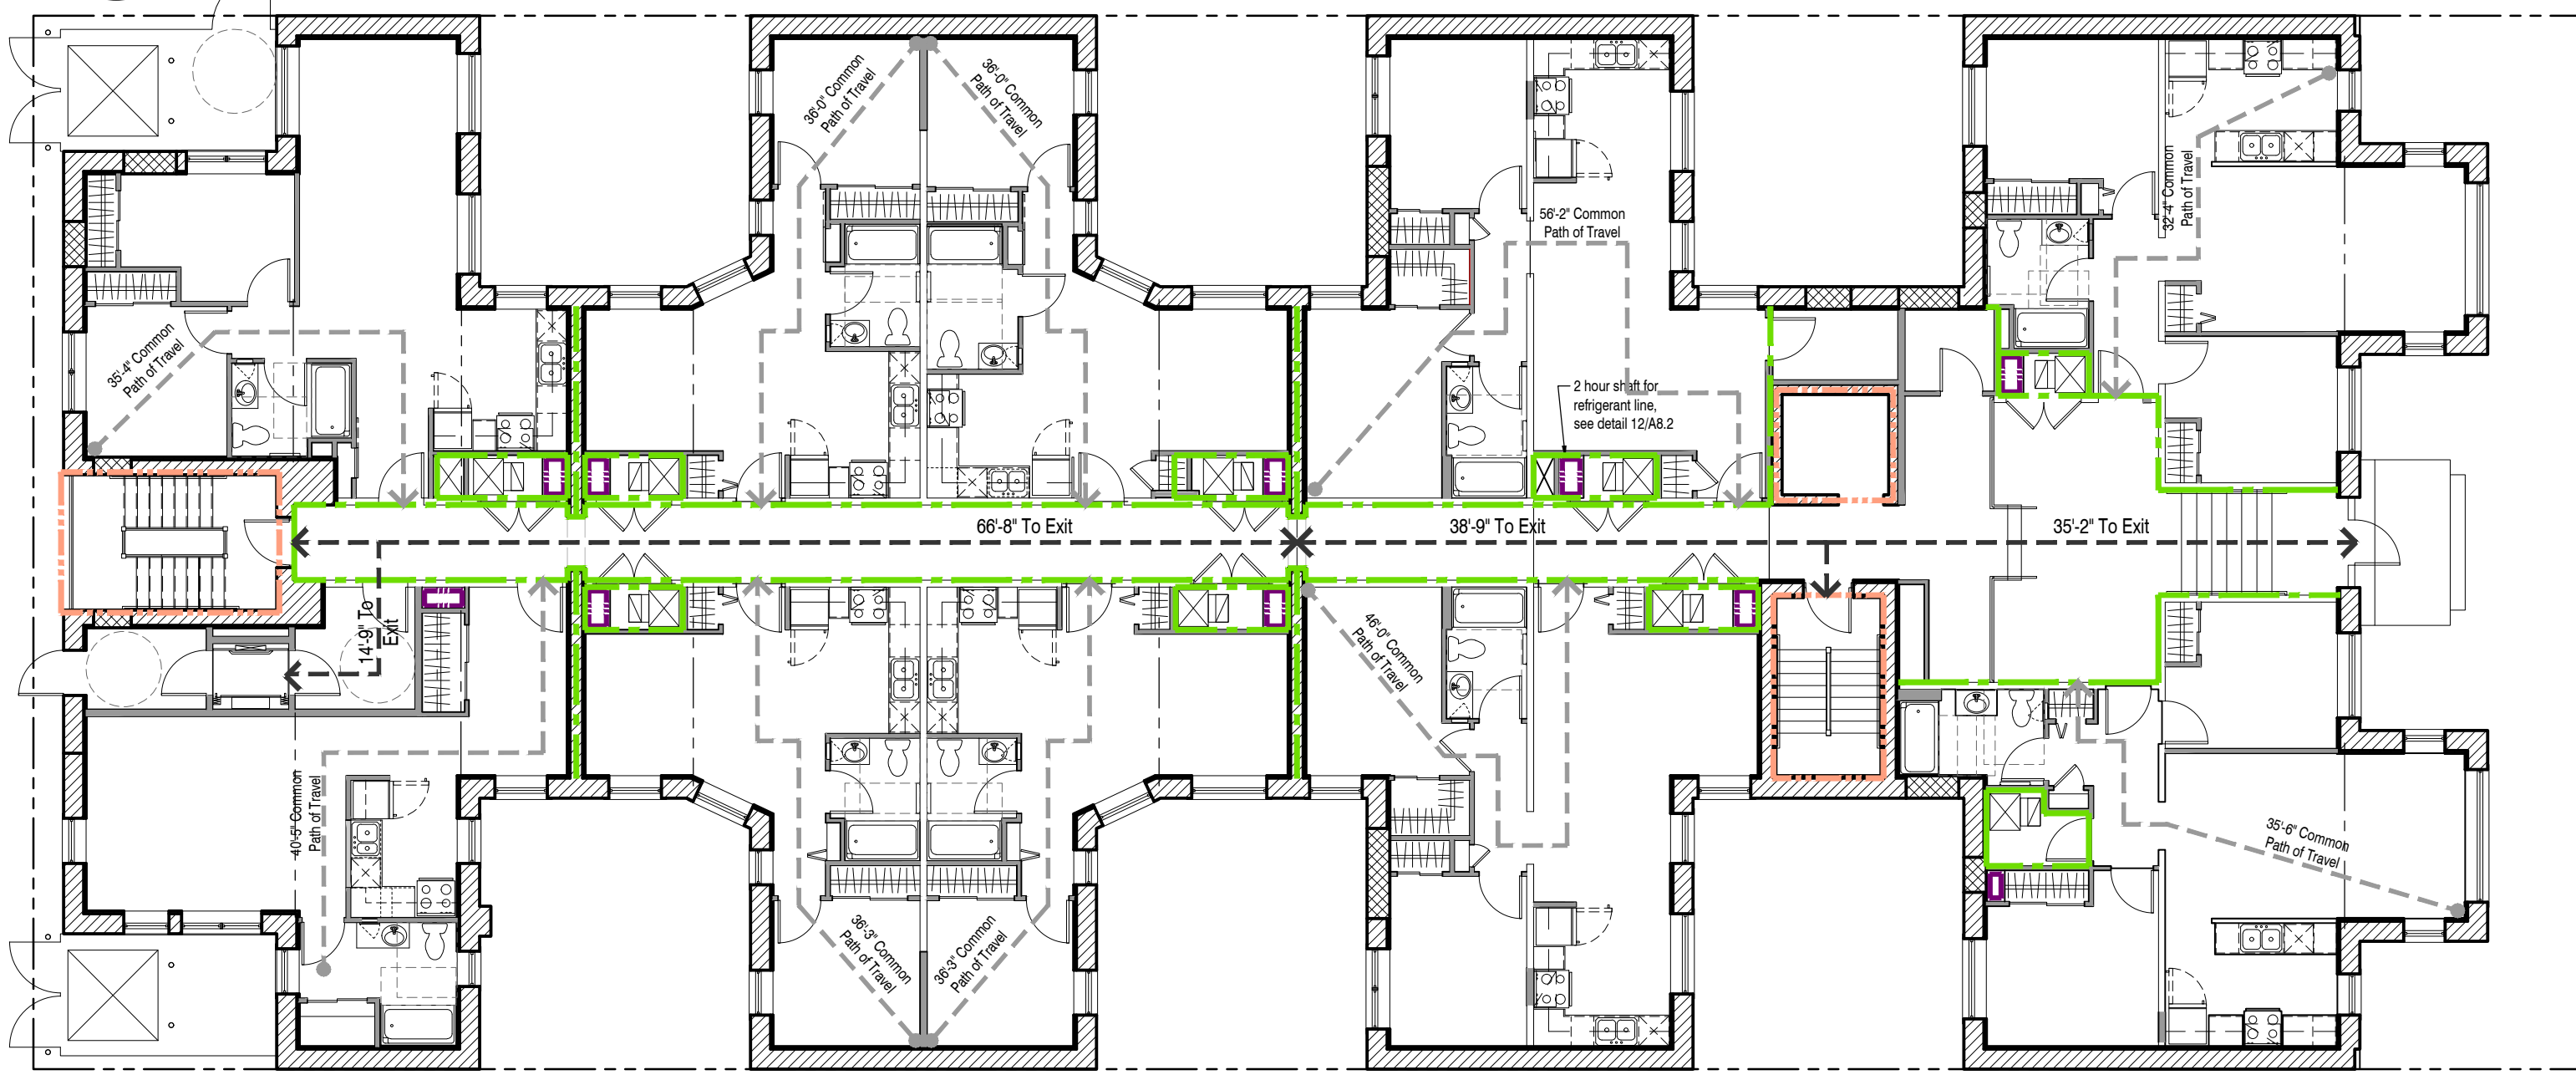 36'-0" Common
Path of Travel
36'-0" Common
Path of Travel
56'-2" Common
Path of Travel
32'-4" Common
Path of Travel
35'-4" Common
Path of Travel
2 hour shaft for
refrigerant line,
see detail 12/A8.2
66'-8" To Exit
38'-9" To Exit
35'-2" To Exit
14'-9" To
Exit
46'-0" Common
Path of Travel
40'-5" Common
Path of Travel
35'-6" Common
Path of Travel
36'-3" Common
Path of Travel
36'-3" Common
Path of Travel